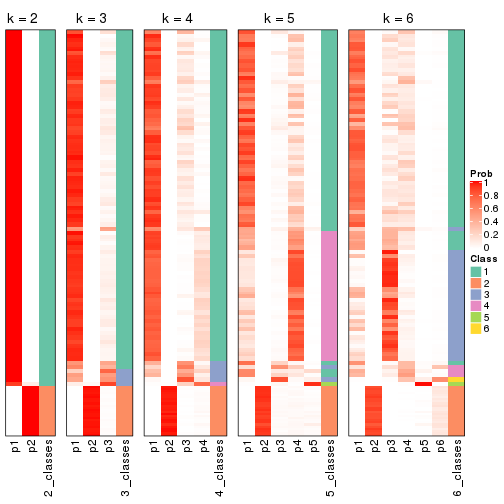 k = 2
k = 3
k = 4
k = 5
k = 6
p1
p2
2_classes
p1
p2
p3
3_classes
p1
p2
p3
p4
4_classes
p1
p2
p3
p4
p5
5_classes
p1
p2
p3
p4
p5
p6
6_classes
Prob
1
0.8
0.6
0.4
0.2
0
Class
1
2
3
4
5
6